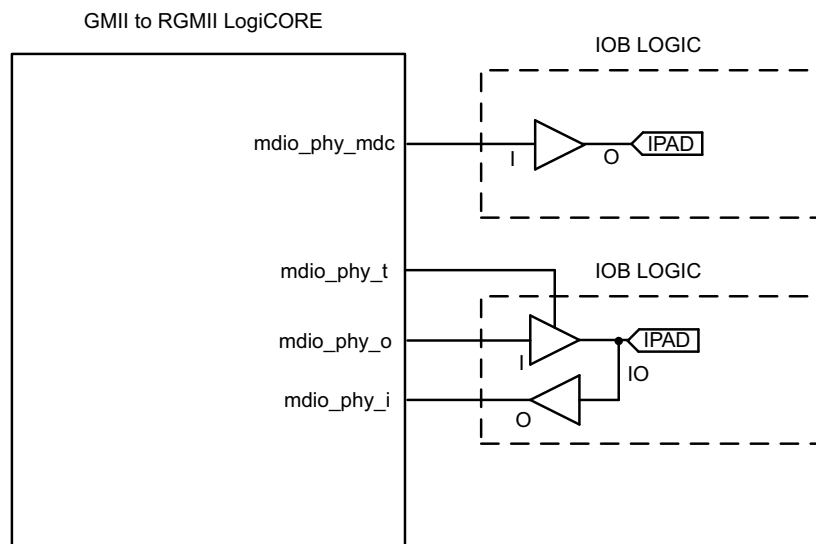 GMII to RGMII LogiCORE
IOB LOGIC
mdio_phy_mdc
I
O
IPAD
mdio_phy_t
IOB LOGIC
mdio_phy_o
I
IPAD
IO
mdio_phy_i
O